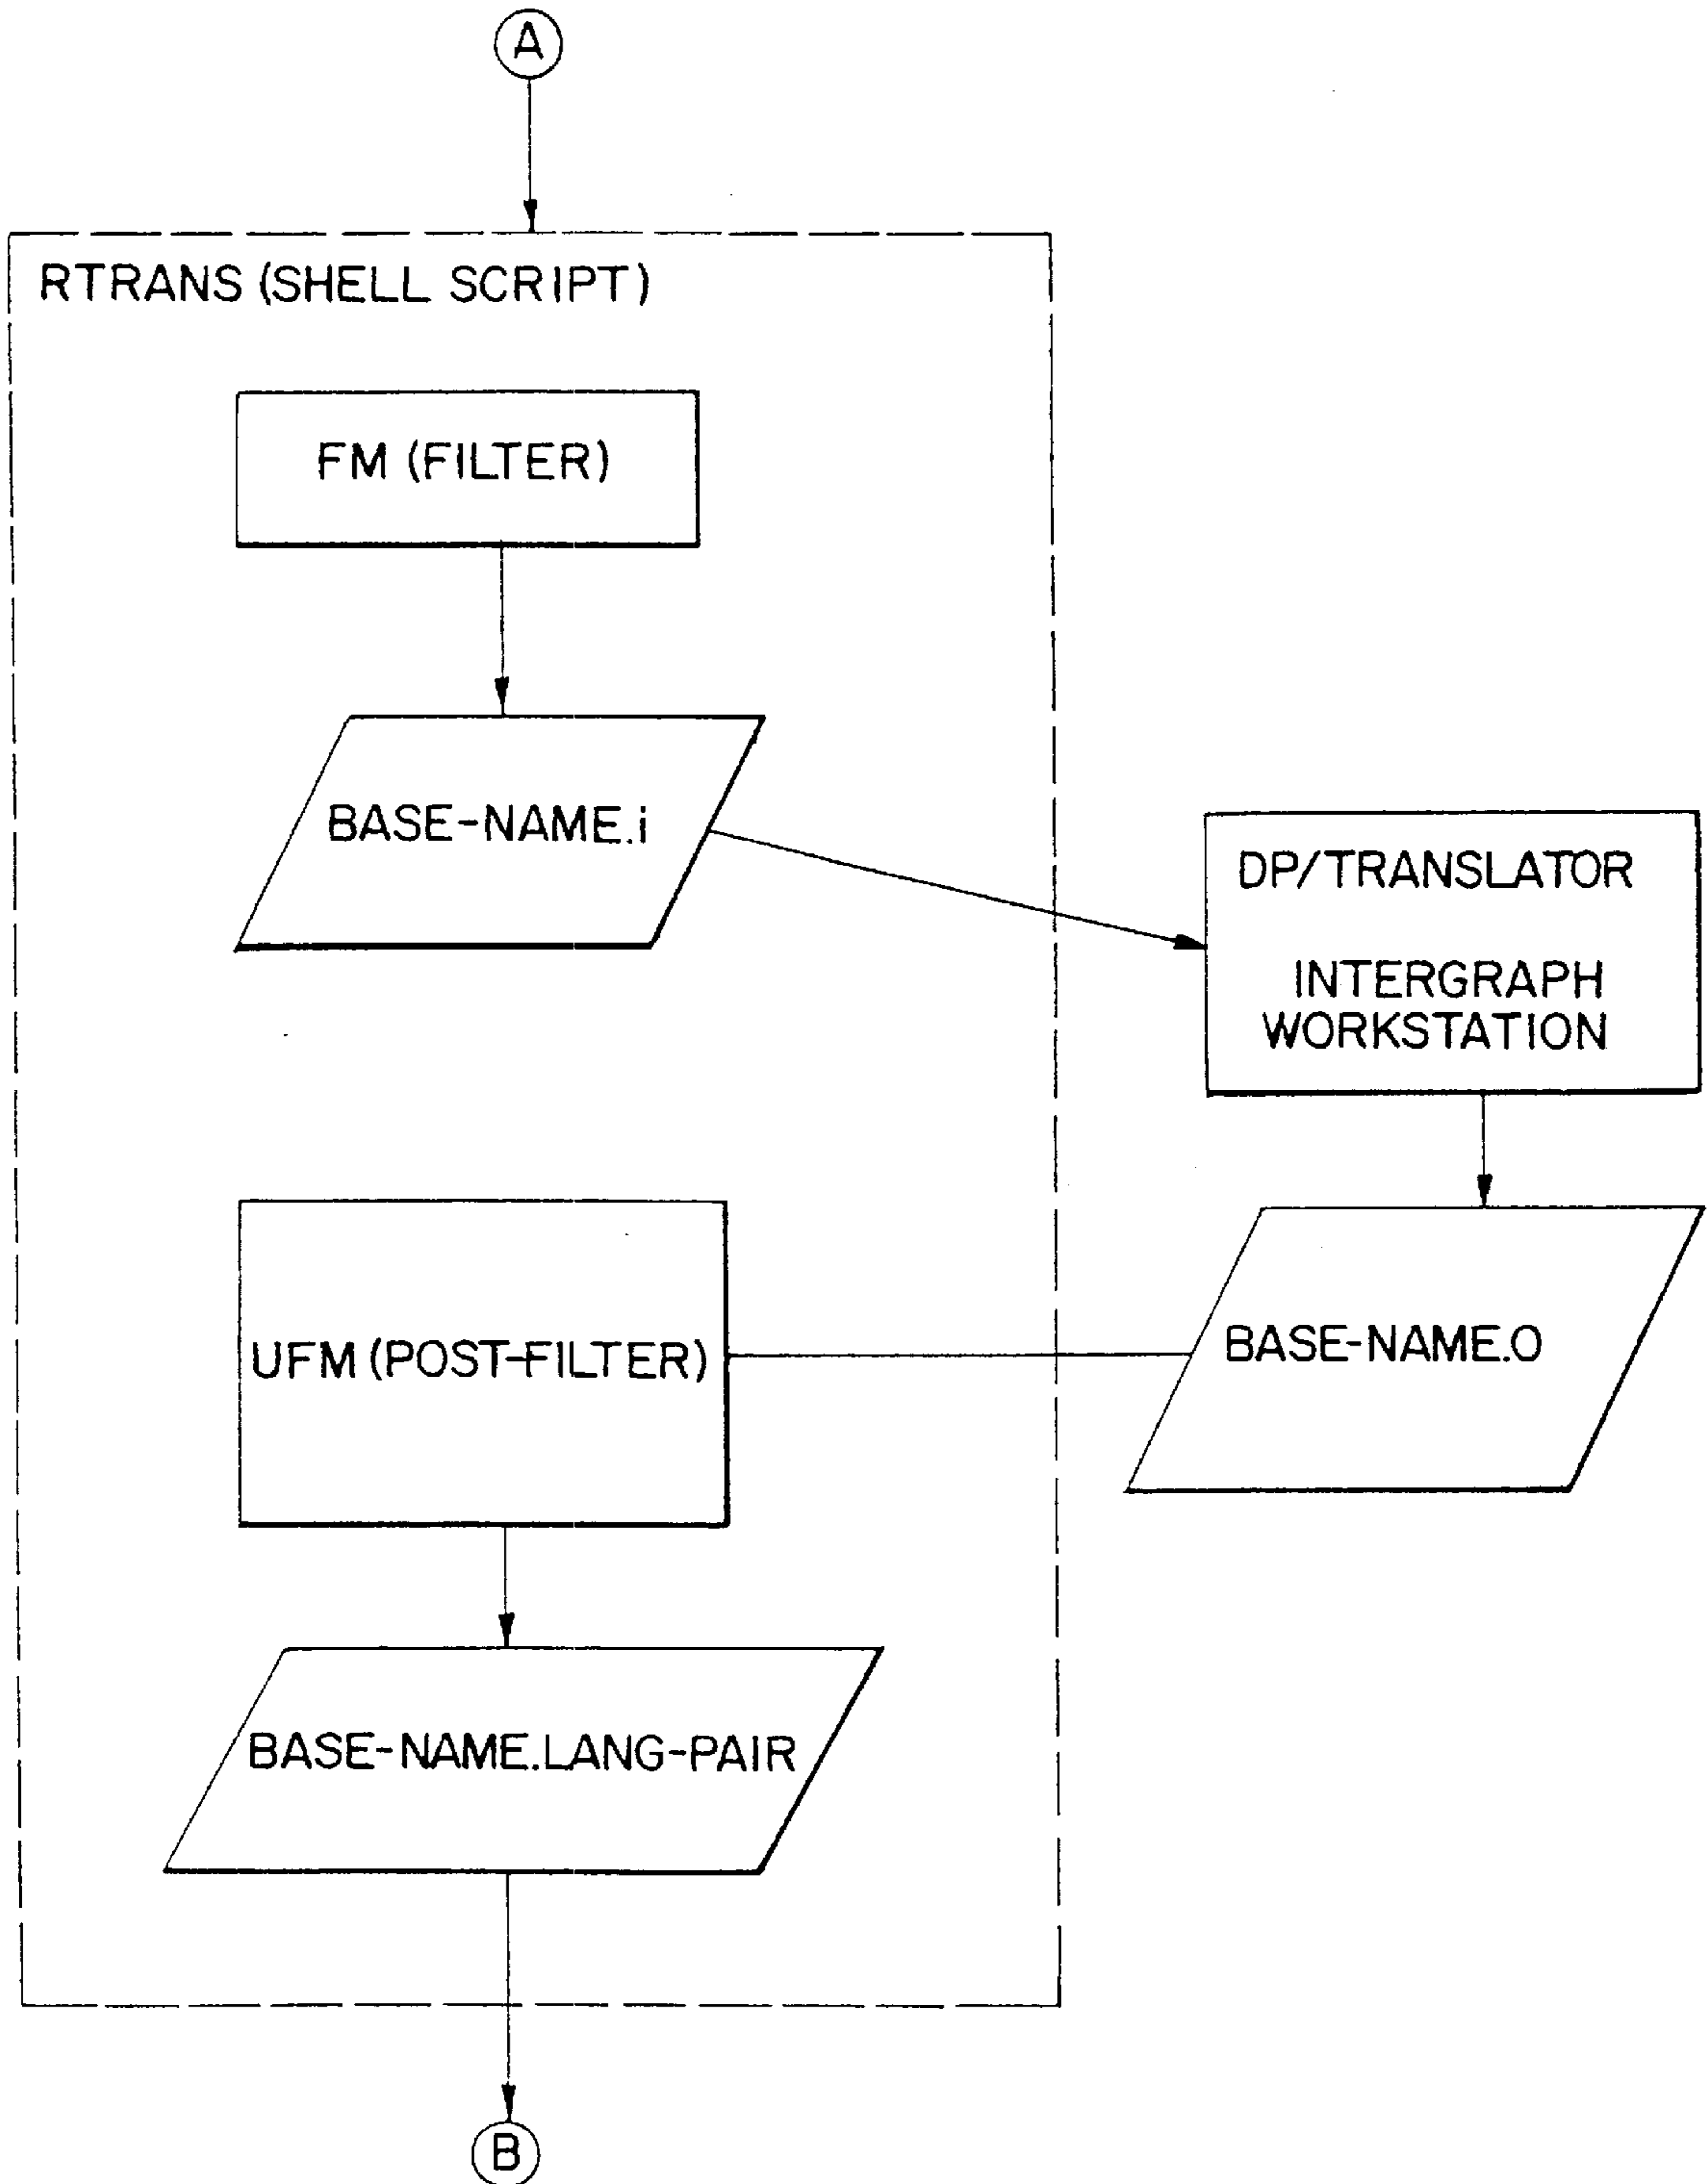 A
RTRANS (SHELL SCRIPT)
FM (FILTER)
BASE-NAME.i
DP/TRANSLATOR
INTERGRAPH
WORKSTATION
UFM (POST-FILTER)
BASE-NAME.O
BASE-NAME.LANG-PAIR
B